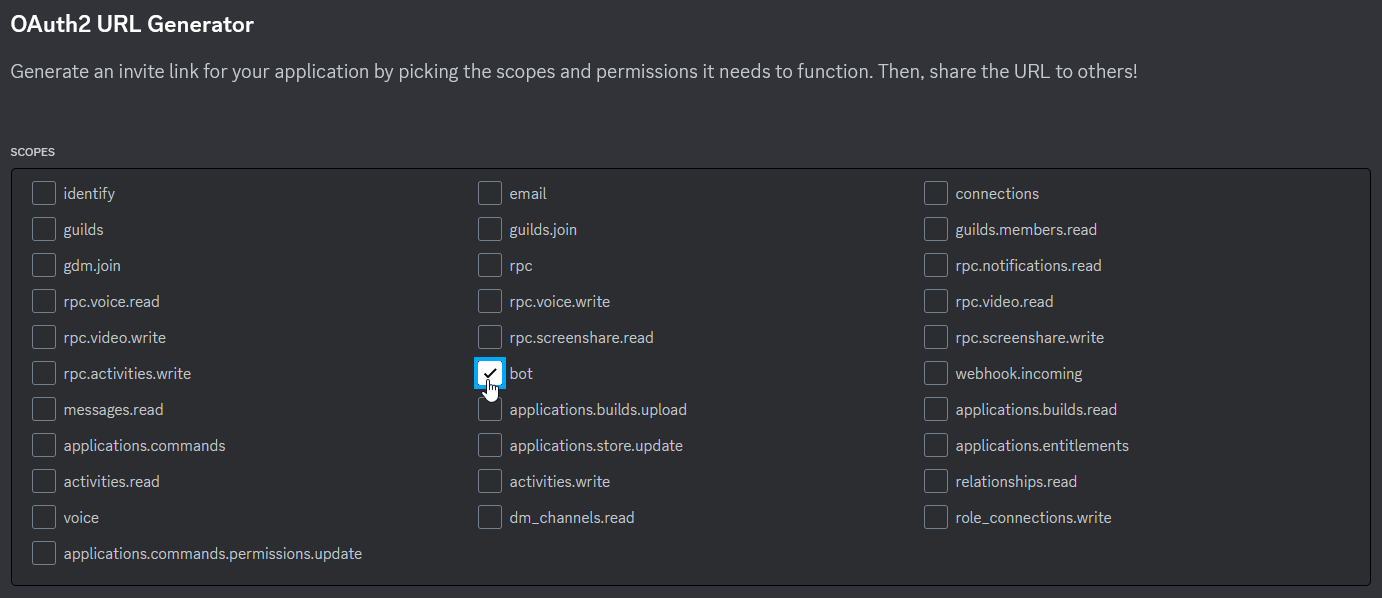 OAuth2 URL Generator
Generate an invite link for your application by picking the scopes and permissions it needs to function. Then, share the URL to others!
SCOPES
identify email connections
guilds guilds.join guilds.members.read
gdm.join rpc rpc.notifications.read
rpc.voice.read rpc.voice.write rpc.video.read
rpc.video.write rpc.screenshare.read rpc.screenshare.write
rpc.activities.write bot webhook.incoming
messages.read applications.builds.upload applications.builds.read
applications.commands applications.store.update applications.entitlements
activities.read activities.write relationships.read
voice dm_channels.read role_connections.write
applications.commands.permissions.update